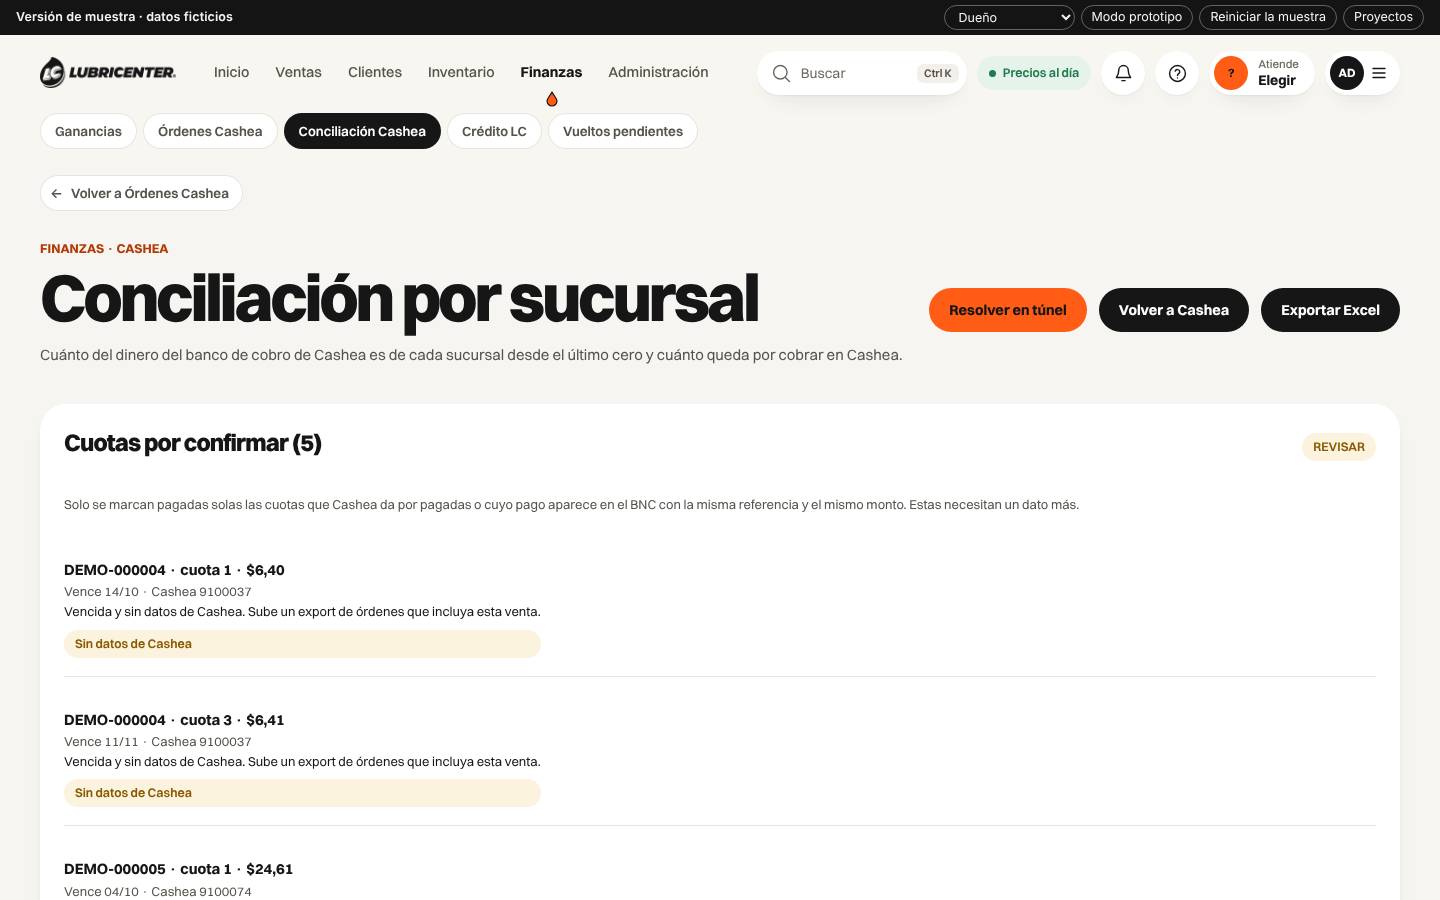 Versión de muestra · datos ficticios
Dueño
Modo prototipo
Reiniciar la muestra
Proyectos
LUBRICENTER
Inicio
Ventas
Clientes
Inventario
Finanzas
Administración
Buscar
Ctrl K
Precios al día
?
Atiende
Elegir
AD
Ganancias
Órdenes Cashea
Conciliación Cashea
Crédito LC
Vueltos pendientes
← Volver a Órdenes Cashea
FINANZAS · CASHEA
Conciliación por sucursal
Resolver en túnel
Volver a Cashea
Exportar Excel
Cuánto del dinero del banco de cobro de Cashea es de cada sucursal desde el último cero y cuánto queda por cobrar en Cashea.
Cuotas por confirmar (5)
REVISAR
Solo se marcan pagadas solas las cuotas que Cashea da por pagadas o cuyo pago aparece en el BNC con la misma referencia y el mismo monto. Estas necesitan un dato más.
DEMO-000004 · cuota 1 · $6,40
Vence 14/10 · Cashea 9100037
Vencida y sin datos de Cashea. Sube un export de órdenes que incluya esta venta.
Sin datos de Cashea
DEMO-000004 · cuota 3 · $6,41
Vence 11/11 · Cashea 9100037
Vencida y sin datos de Cashea. Sube un export de órdenes que incluya esta venta.
Sin datos de Cashea
DEMO-000005 · cuota 1 · $24,61
Vence 04/10 · Cashea 9100074